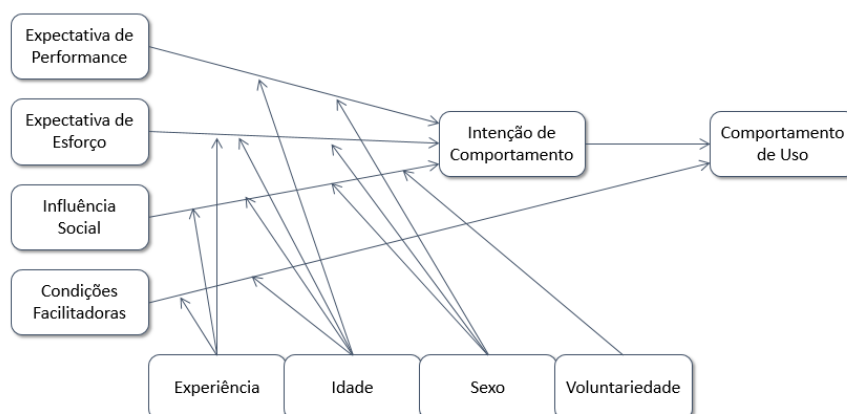 Expectativa de
Performance
Expectativa de
Esforço
Intenção de
Comportamento
Comportamento
de Uso
Influência
Social
Condições
Facilitadoras
Experiência
Idade
Sexo
Voluntariedade